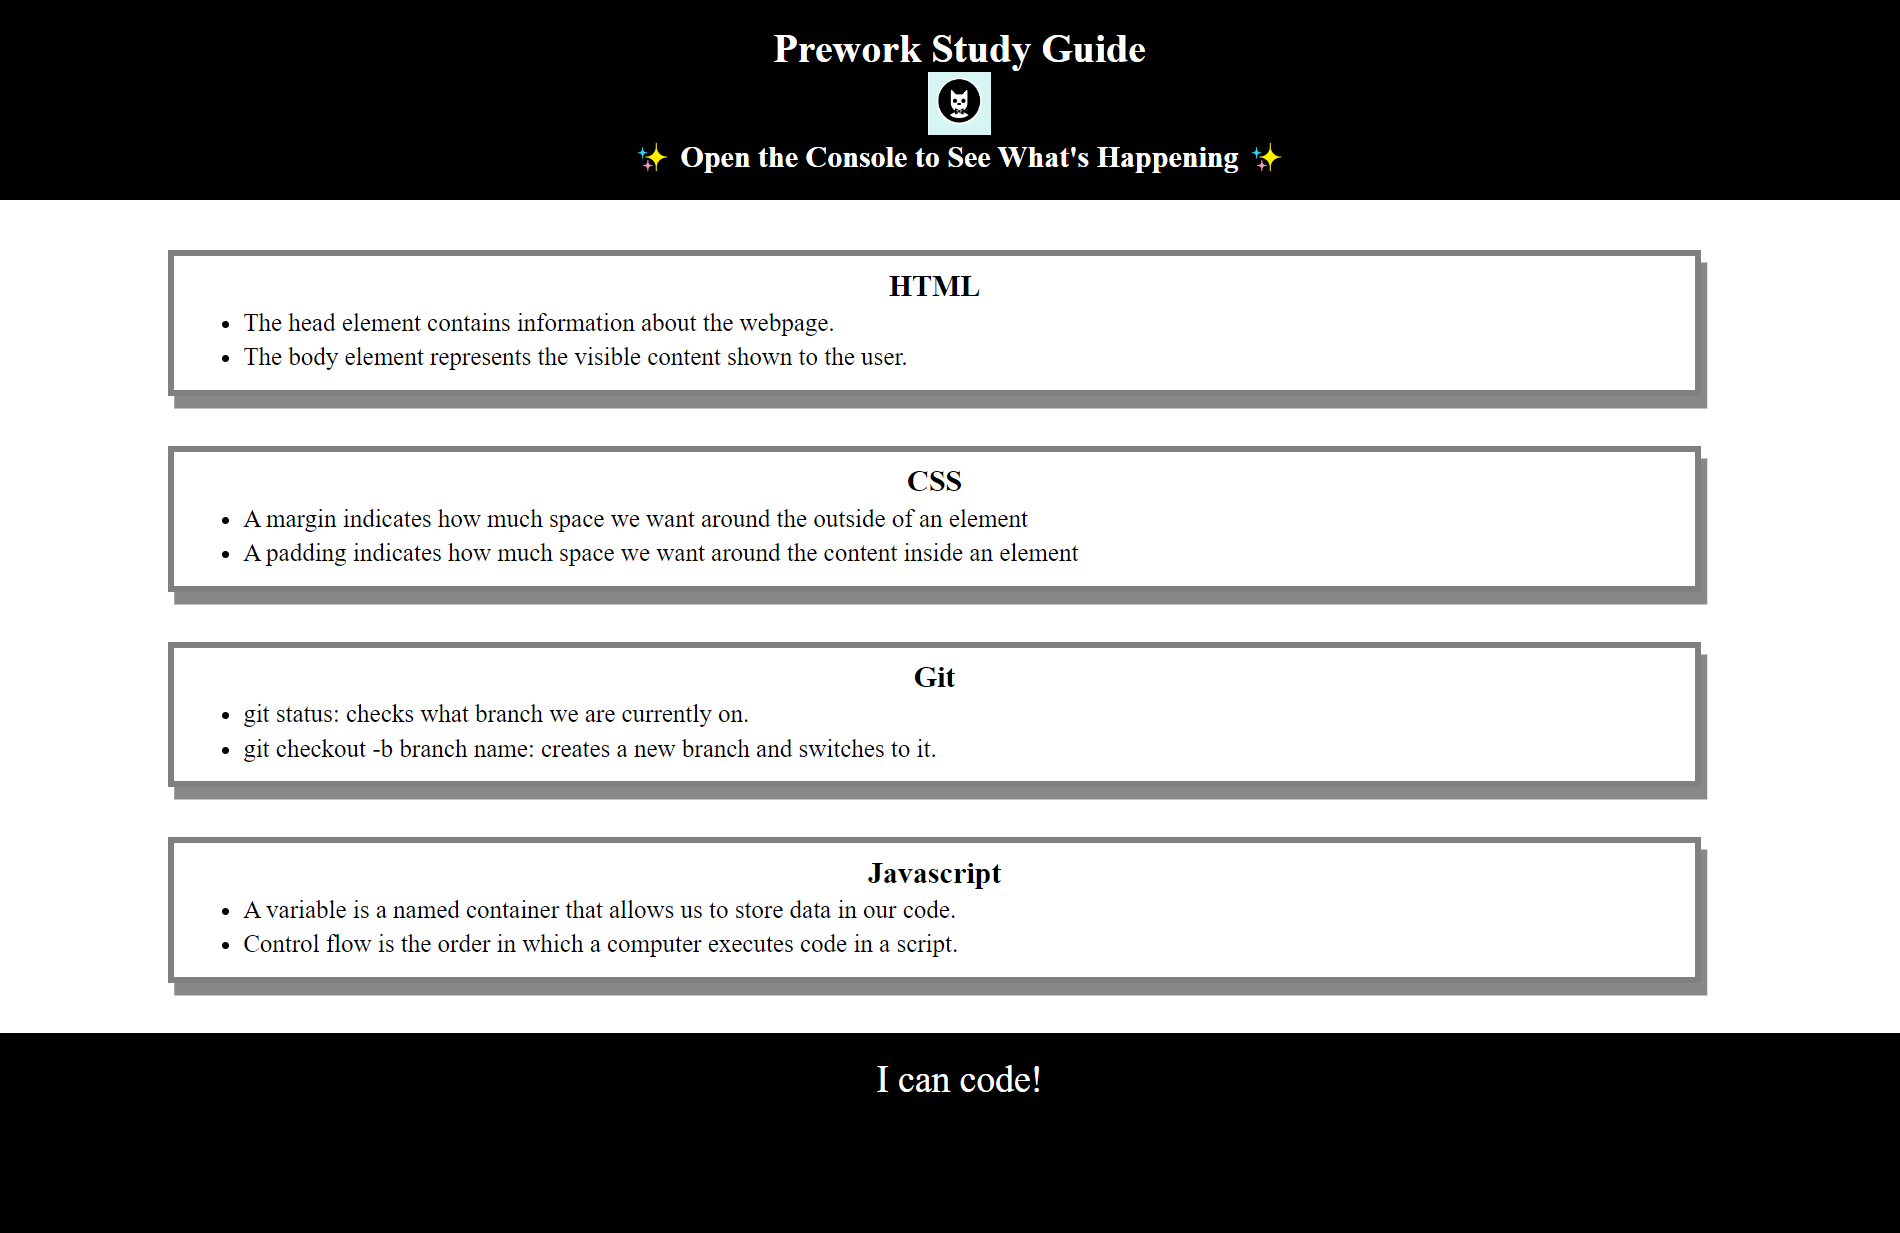 Prework Study Guide
✨ Open the Console to See What's Happening ✨
HTML
• The head element contains information about the webpage.
• The body element represents the visible content shown to the user.
CSS
• A margin indicates how much space we want around the outside of an element
• A padding indicates how much space we want around the content inside an element
Git
• git status: checks what branch we are currently on.
• git checkout -b branch name: creates a new branch and switches to it.
Javascript
• A variable is a named container that allows us to store data in our code.
• Control flow is the order in which a computer executes code in a script.
I can code!